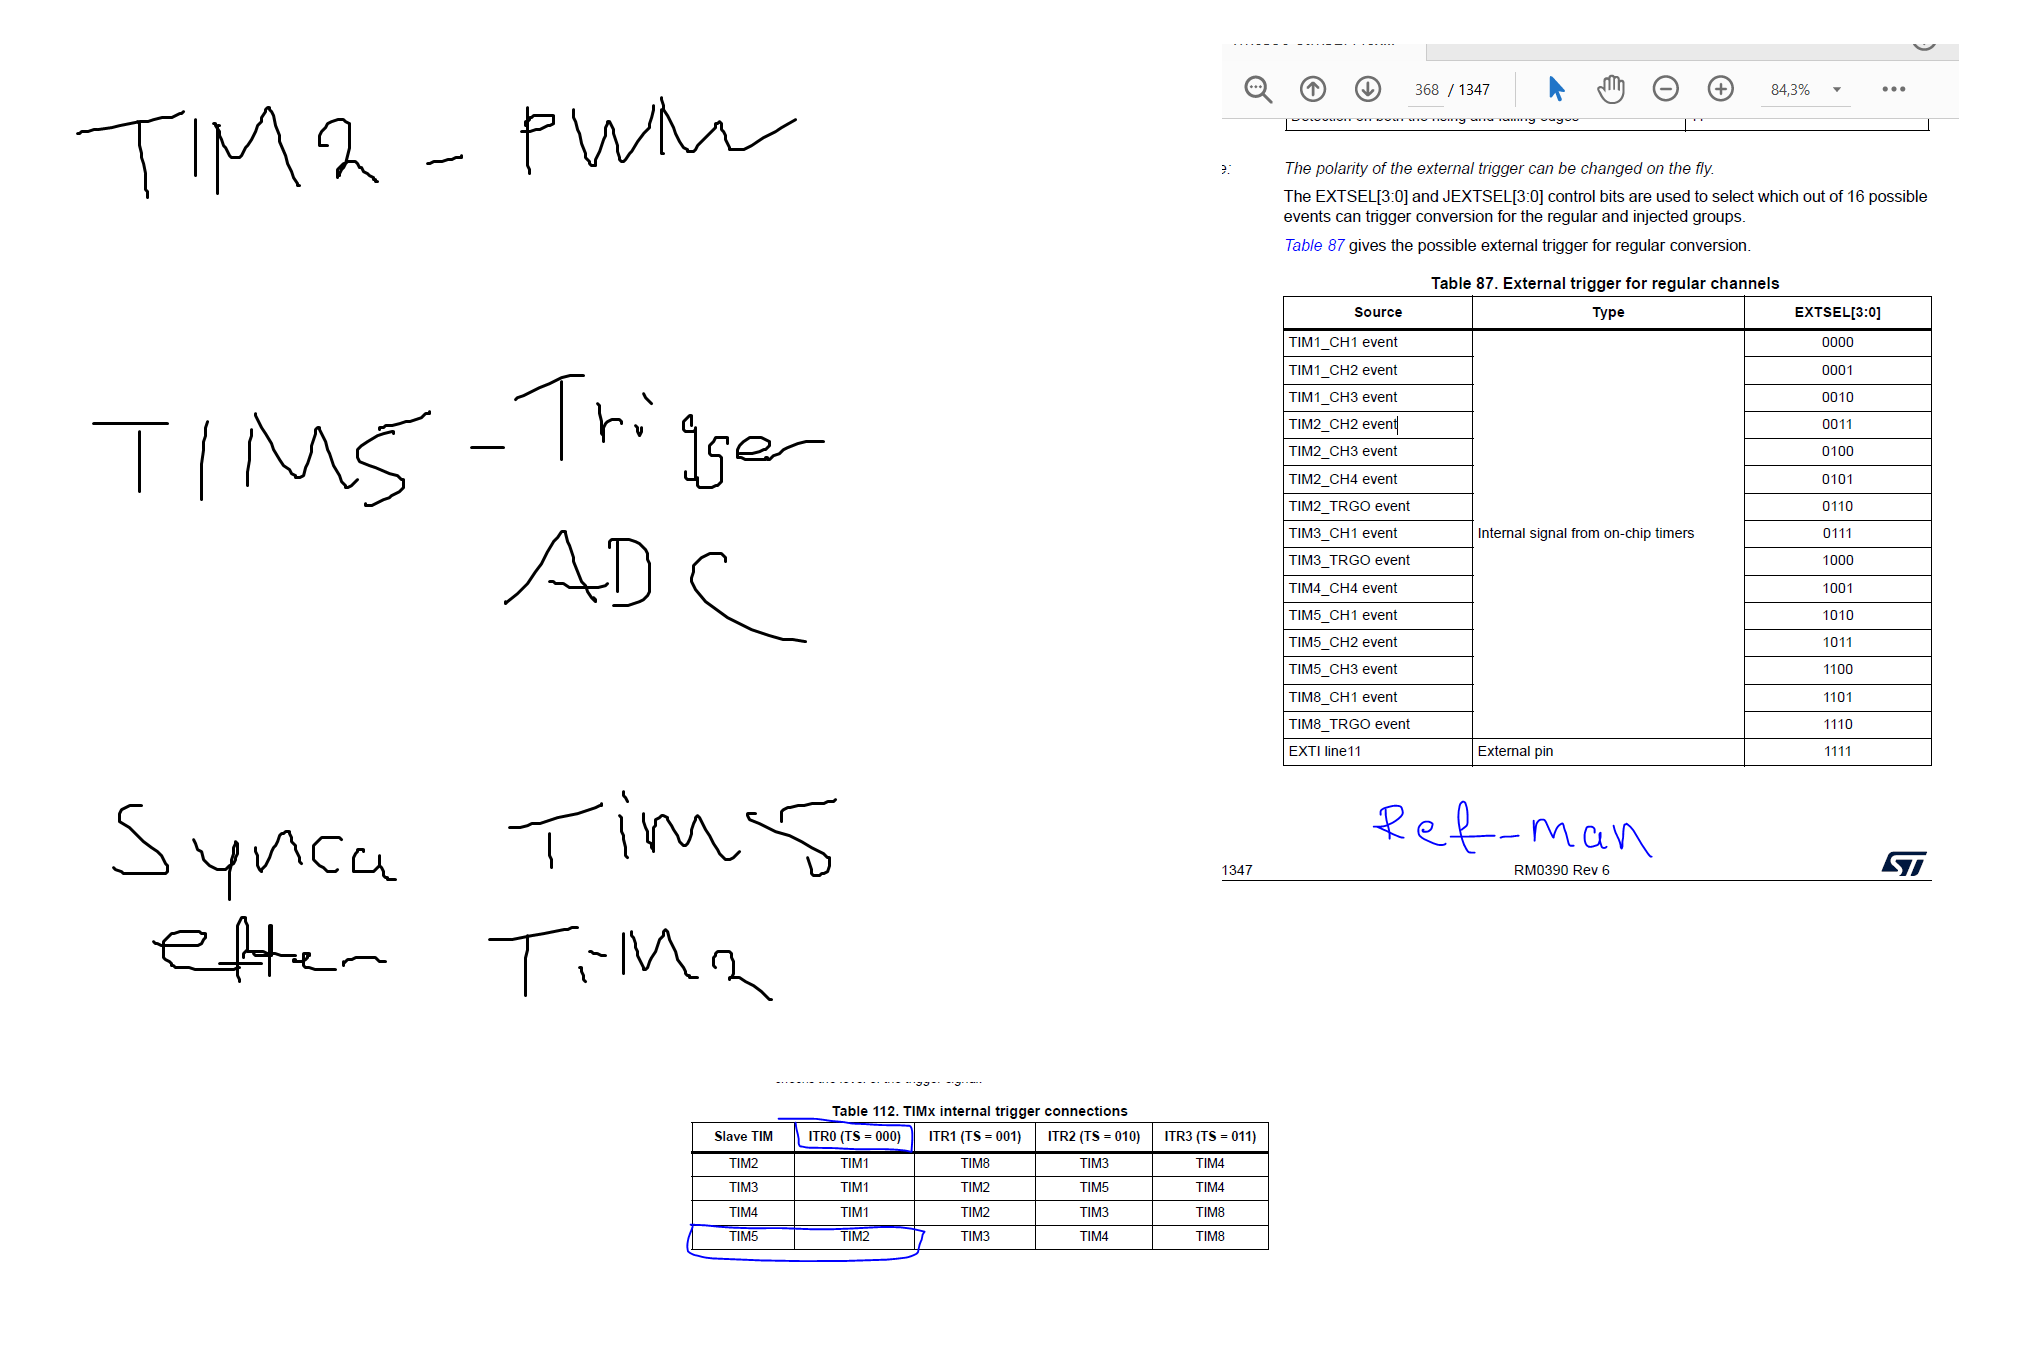 TIM2 - PWM
TIM5 - Trigger
ADC
Synca TIM5
efter TIM2
368 / 1347
84,3%
e: The polarity of the external trigger can be changed on the fly.
The EXTSEL[3:0] and JEXTSEL[3:0] control bits are used to select which out of 16 possible
events can trigger conversion for the regular and injected groups.
Table 87 gives the possible external trigger for regular conversion.
Table 87. External trigger for regular channels
Source Type EXTSEL[3:0]
TIM1_CH1 event 0000
TIM1_CH2 event 0001
TIM1_CH3 event 0010
TIM2_CH2 event 0011
TIM2_CH3 event 0100
TIM2_CH4 event 0101
TIM2_TRGO event 0110
TIM3_CH1 event Internal signal from on-chip timers 0111
TIM3_TRGO event 1000
TIM4_CH4 event 1001
TIM5_CH1 event 1010
TIM5_CH2 event 1011
TIM5_CH3 event 1100
TIM8_CH1 event 1101
TIM8_TRGO event 1110
EXTI line11 External pin 1111
Ref-man
1347 RM0390 Rev 6 ST
Table 112. TIMx internal trigger connections
Slave TIM ITR0 (TS = 000) ITR1 (TS = 001) ITR2 (TS = 010) ITR3 (TS = 011)
TIM2 TIM1 TIM8 TIM3 TIM4
TIM3 TIM1 TIM2 TIM5 TIM4
TIM4 TIM1 TIM2 TIM3 TIM8
TIM5 TIM2 TIM3 TIM4 TIM8